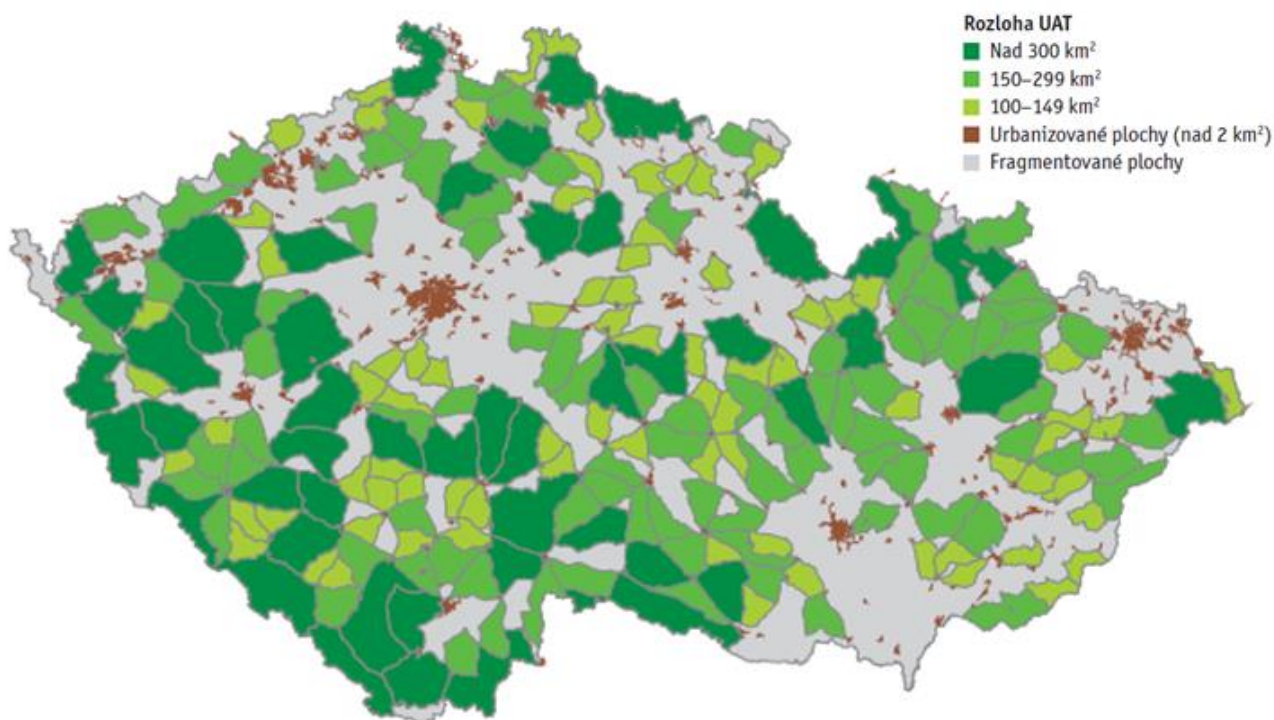 Rozloha UAT
Nad 300 km²
150–299 km²
100–149 km²
Urbanizované plochy (nad 2 km²)
Fragmentované plochy